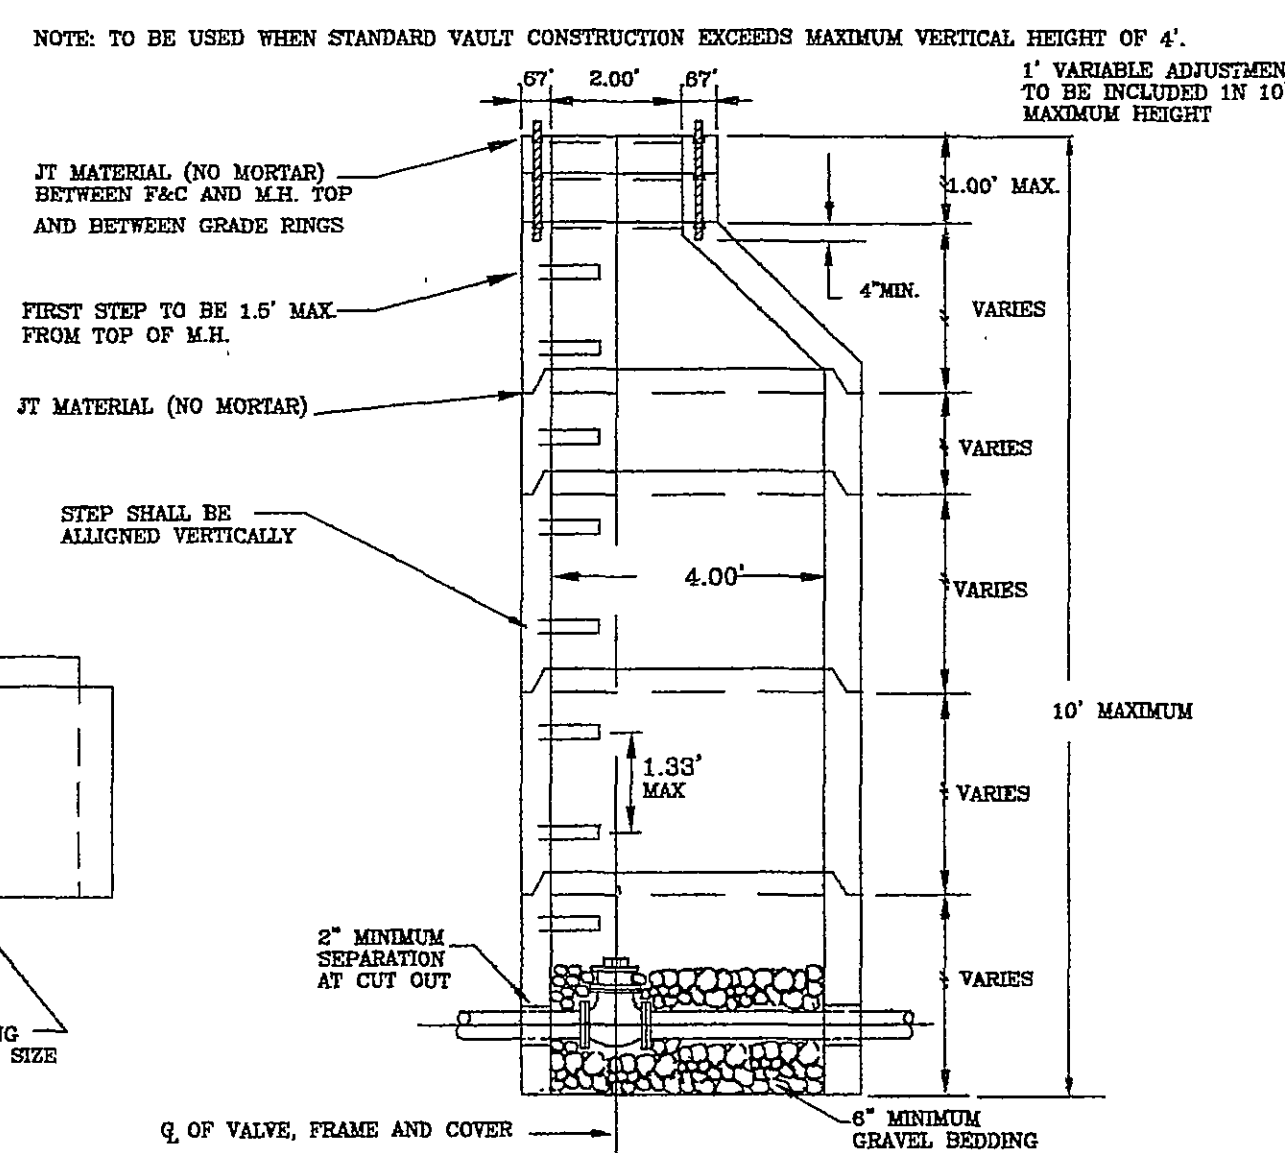 NOTE: TO BE USED WHEN STANDARD VAULT CONSTRUCTION EXCEEDS MAXIMUM VERTICAL HEIGHT OF 4'.
1' VARIABLE ADJUSTMEN
TO BE INCLUDED IN 10'
MAXIMUM HEIGHT
.67' 2.00' .67'
JT MATERIAL (NO MORTAR)
BETWEEN F&C AND M.H. TOP
AND BETWEEN GRADE RINGS
1.00' MAX.
4" MIN.
FIRST STEP TO BE 1.5' MAX.
FROM TOP OF M.H.
VARIES
JT MATERIAL (NO MORTAR)
VARIES
STEP SHALL BE
ALLIGNED VERTICALLY
4.00'
VARIES
10' MAXIMUM
1.33'
MAX
VARIES
2" MINIMUM
SEPARATION
AT CUT OUT
VARIES
NG
SIZE
6" MINIMUM
GRAVEL BEDDING
℄ OF VALVE, FRAME AND COVER